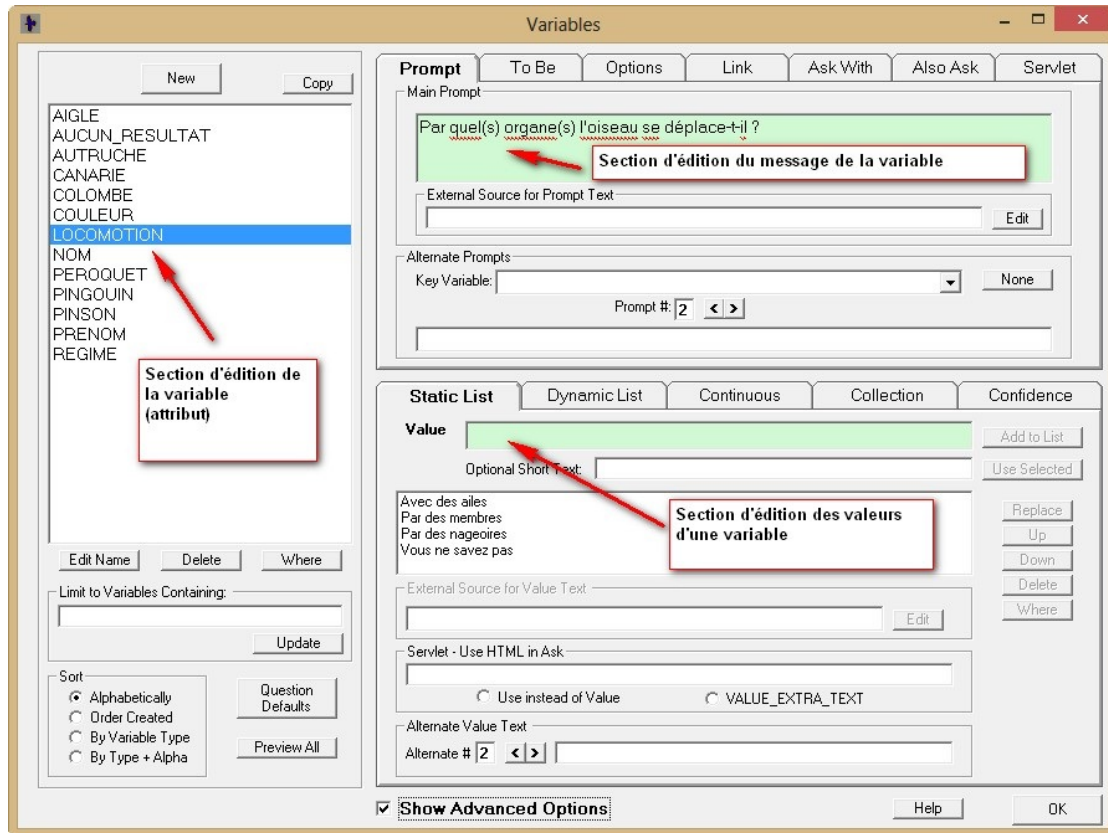 Variables
New
Copy
AIGLE
AUCUN_RESULTAT
AUTRUCHE
CANARIE
COLOMBE
COULEUR
LOCOMOTION
NOM
PEROQUET
PINGOUIN
PINSON
PRENOM
REGIME
Section d'édition de
la variable
(attribut)
Edit Name Delete Where
Limit to Variables Containing:
Update
Sort
Alphabetically
Order Created
By Variable Type
By Type + Alpha
Question
Defaults
Preview All
Prompt To Be Options Link Ask With Also Ask Servlet
Main Prompt
Par quel(s) organe(s) l'oiseau se déplace-t-il ?
Section d'édition du message de la variable
External Source for Prompt Text
Edit
Alternate Prompts
Key Variable:
None
Prompt #: 2 < >
Static List Dynamic List Continuous Collection Confidence
Value
Add to List
Optional Short Text:
Use Selected
Avec des ailes
Par des membres
Par des nageoires
Vous ne savez pas
Section d'édition des valeurs
d'une variable
Replace
Up
Down
Delete
Where
External Source for Value Text
Edit
Servlet - Use HTML in Ask
Use instead of Value VALUE_EXTRA_TEXT
Alternate Value Text
Alternate # 2 < >
Show Advanced Options
Help
OK